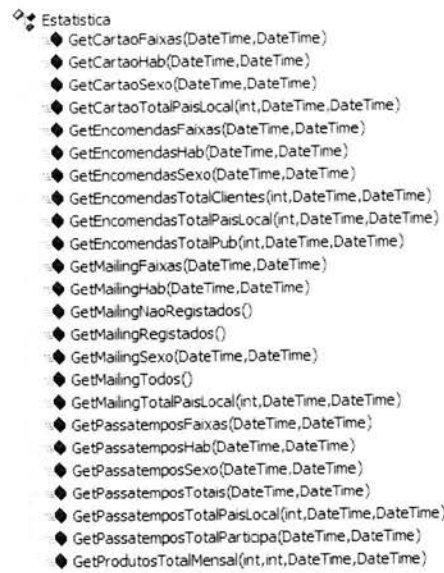 Estatistica
GetCartaoFaixas(DateTime,DateTime)
GetCartaoHab(DateTime,DateTime)
GetCartaoSexo(DateTime,DateTime)
GetCartaoTotalPaisLocal(int,DateTime,DateTime)
GetEncomendasFaixas(DateTime,DateTime)
GetEncomendasHab(DateTime,DateTime)
GetEncomendasSexo(DateTime,DateTime)
GetEncomendasTotalClientes(int,DateTime,DateTime)
GetEncomendasTotalPaisLocal(int,DateTime,DateTime)
GetEncomendasTotalPub(int,DateTime,DateTime)
GetMailingFaixas(DateTime,DateTime)
GetMailingHab(DateTime,DateTime)
GetMailingNaoRegistados()
GetMailingRegistados()
GetMailingSexo(DateTime,DateTime)
GetMailingTodos()
GetMailingTotalPaisLocal(int,DateTime,DateTime)
GetPassatemposFaixas(DateTime,DateTime)
GetPassatemposHab(DateTime,DateTime)
GetPassatemposSexo(DateTime,DateTime)
GetPassatemposTotais(DateTime,DateTime)
GetPassatemposTotalPaisLocal(int,DateTime,DateTime)
GetPassatemposTotalParticipa(DateTime,DateTime)
GetProdutosTotalMensal(int,int,DateTime,DateTime)